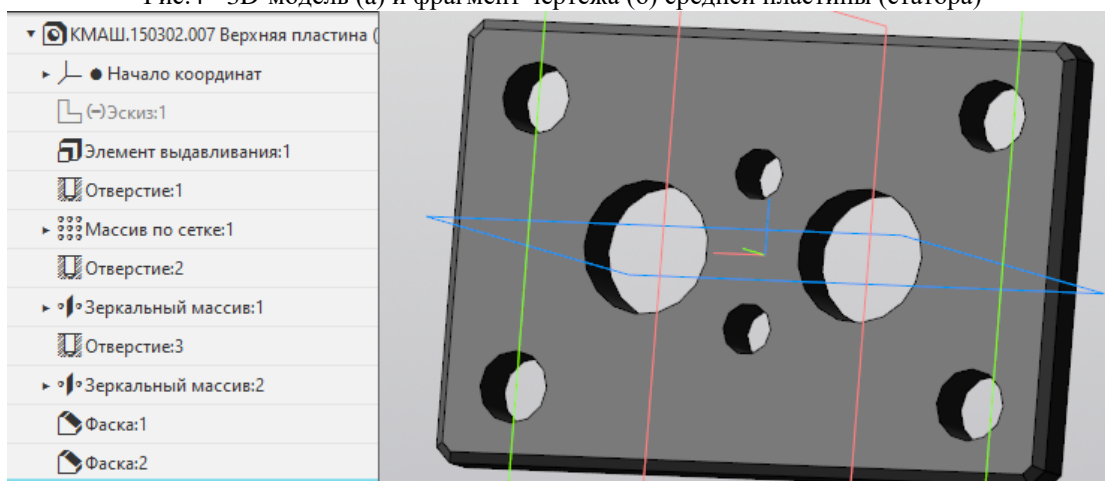 Рис.4 - 3D-модель (а) и фрагмент чертежа (б) средней пластины (статора)
КМАШ.150302.007 Верхняя пластина (
Начало координат
(-)Эскиз:1
Элемент выдавливания:1
Отверстие:1
Массив по сетке:1
Отверстие:2
Зеркальный массив:1
Отверстие:3
Зеркальный массив:2
Фаска:1
Фаска:2